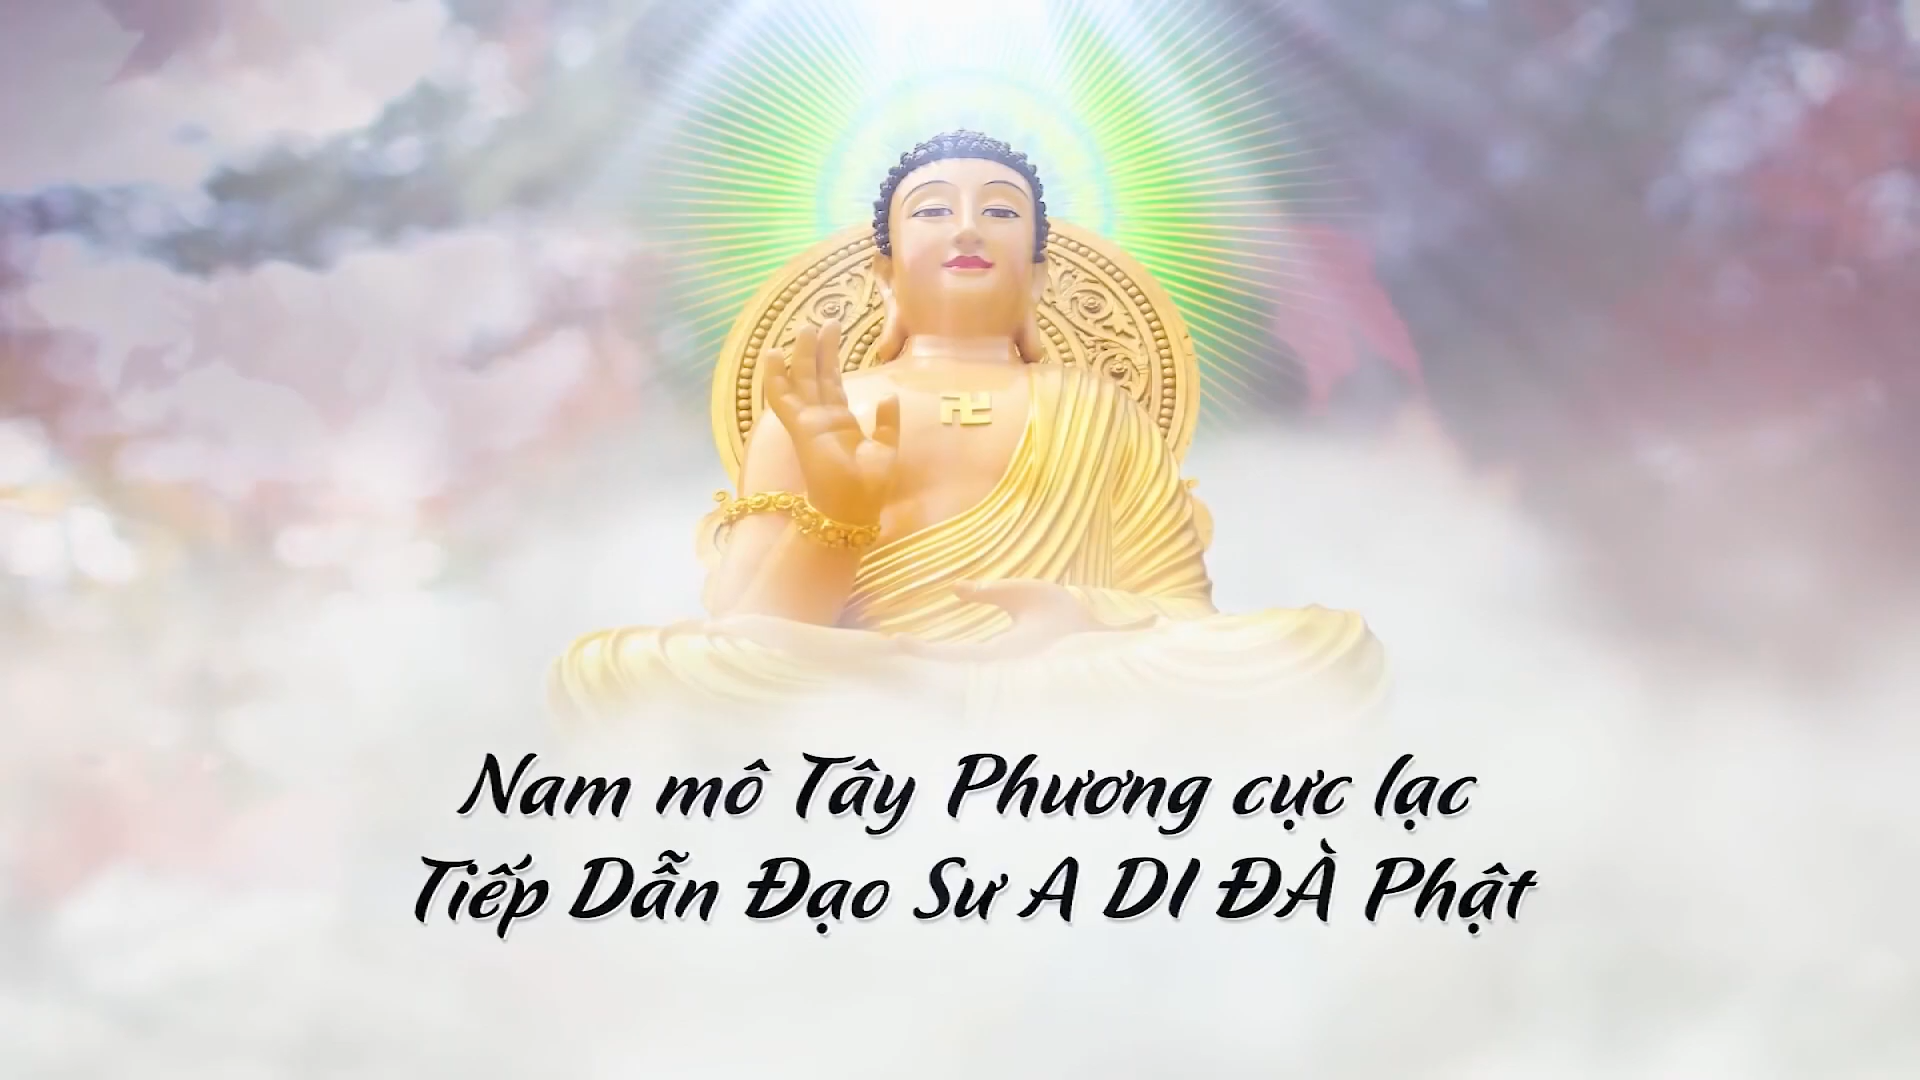 Nam mô Tây Phương cực lạc
Tiếp Dẫn Đạo Sư A DI ĐÀ Phật